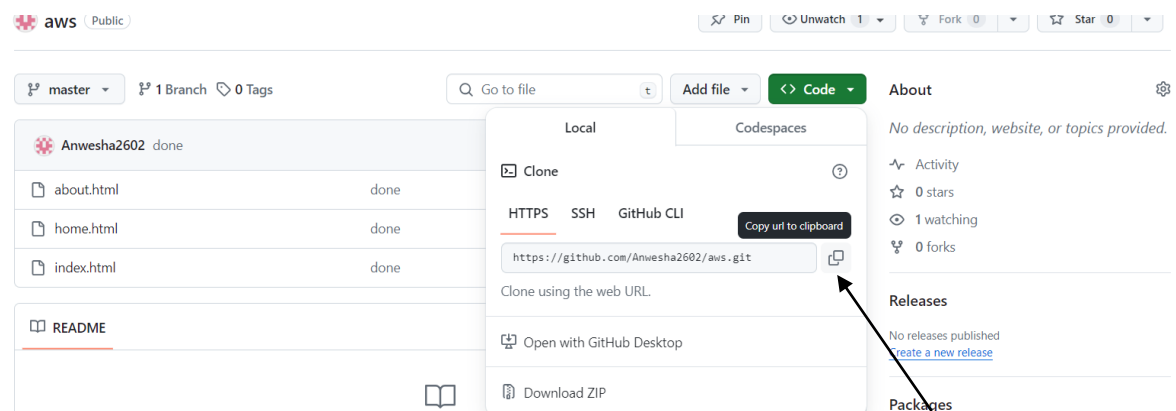 aws Public Pin Unwatch 1 Fork 0 Star 0
master 1 Branch 0 Tags Go to file t Add file <> Code About
Local Codespaces No description, website, or topics provided.
Anwesha2602 done
Clone Activity
about.html done 0 stars
HTTPS SSH GitHub CLI Copy url to clipboard 1 watching
home.html done 0 forks
https://github.com/Anwesha2602/aws.git
index.html done
Clone using the web URL.
Releases
README No releases published
Open with GitHub Desktop Create a new release
Download ZIP
Packages